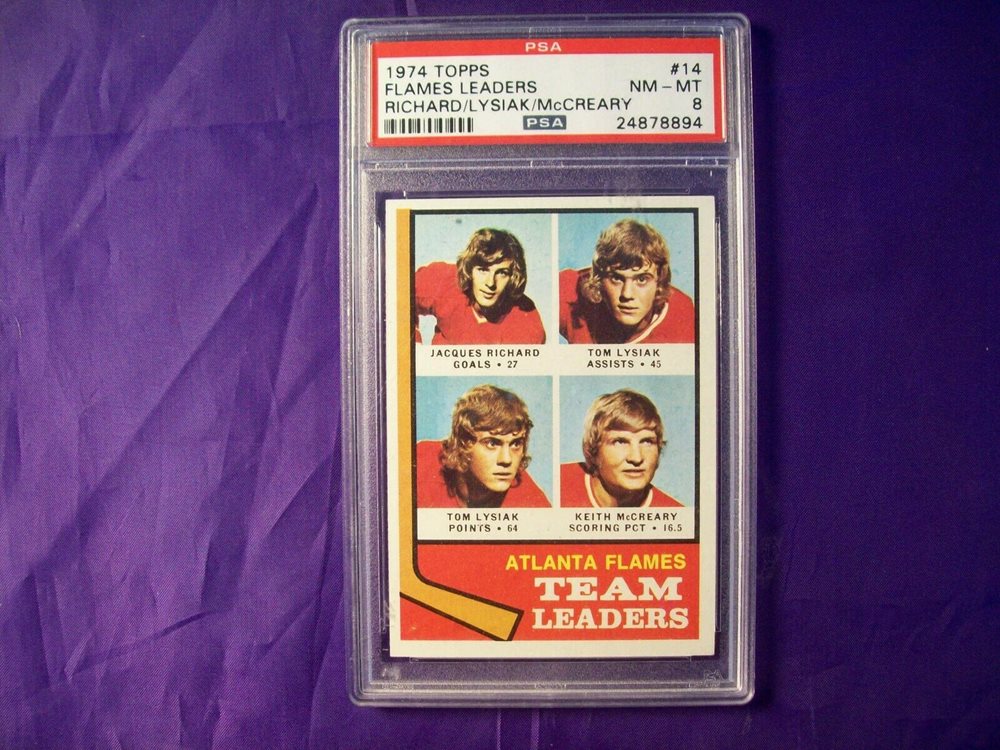 PSA
1974 TOPPS #14
FLAMES LEADERS NM - MT
RICHARD/LYSIAK/McCREARY 8
PSA 24878894
JACQUES RICHARD
GOALS • 27
TOM LYSIAK
ASSISTS • 45
TOM LYSIAK
POINTS • 64
KEITH McCREARY
SCORING PCT • 16.5
ATLANTA FLAMES
TEAM
LEADERS